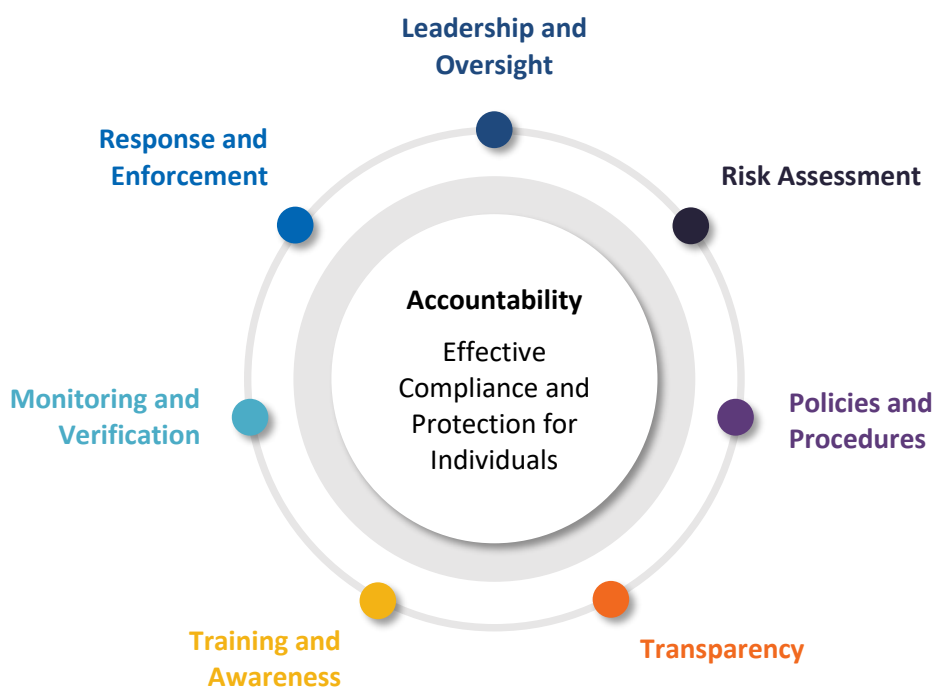 Leadership and
Oversight
Response and
Enforcement
Risk Assessment
Accountability
Effective
Compliance and
Protection for
Individuals
Monitoring and
Verification
Policies and
Procedures
Training and
Awareness
Transparency